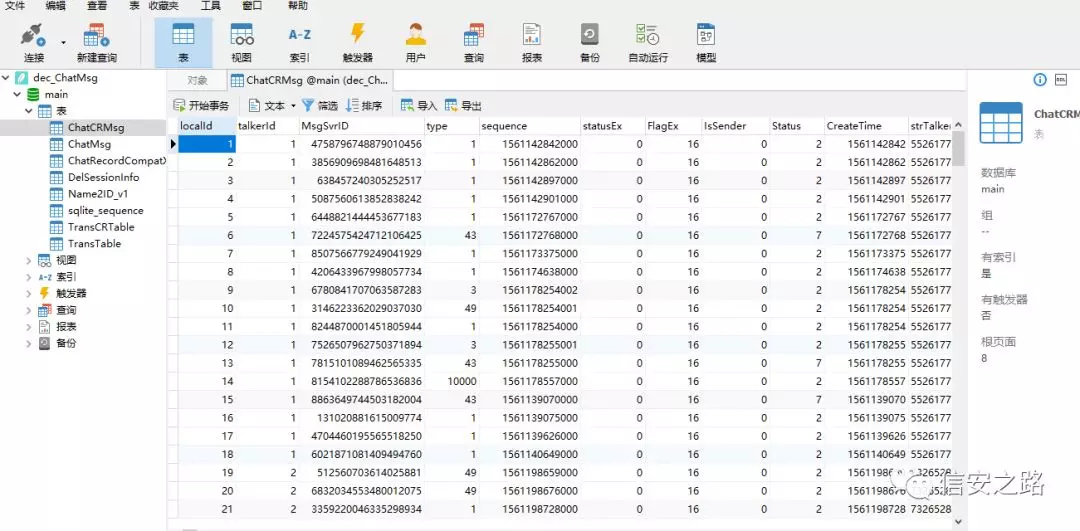 文件 编辑 查看 表 收藏夹 工具 窗口 帮助
连接 新建查询 表 视图 A-Z 索引 触发器 用户 查询 报表 备份 自动运行 模型
dec_ChatMsg
main
表
ChatCRMsg
ChatMsg
ChatRecordCompatX
DelSessionInfo
Name2ID_v1
sqlite_sequence
TransCRTable
TransTable
视图
A-Z 索引
触发器
查询
报表
备份
对象 ChatCRMsg @main (dec_Ch...
开始事务 文本 筛选 排序 导入 导出
localId talkerId MsgSvrID type sequence statusEx FlagEx IsSender Status CreateTime strTalker
1 1 4758796748879010456 1 1561142842000 0 16 0 2 1561142842 5526177
2 1 3856909698481648513 1 1561142862000 0 16 0 2 1561142862 5526177
3 1 638457240305252517 1 1561142897000 0 16 0 2 1561142897 5526177
4 1 5087560613852838242 1 1561142901000 0 16 0 2 1561142901 5526177
5 1 6448821444453677183 1 1561172767000 0 16 0 2 1561172767 5526177
6 1 7224575424712106425 43 1561172768000 0 16 0 7 1561172768 5526177
7 1 8507566779249041929 1 1561173375000 0 16 0 2 1561173375 5526177
8 1 4206433967998057734 1 1561174638000 0 16 0 2 1561174638 5526177
9 1 6780841707063587283 3 1561178254002 0 16 0 2 1561178254 5526177
10 1 3146223362029037030 49 1561178254001 0 16 0 2 1561178254 5526177
11 1 8244870001451805944 1 1561178254000 0 16 0 2 1561178254 5526177
12 1 7526507962750371894 3 1561178255001 0 16 0 2 1561178255 5526177
13 1 7815101089462565335 43 1561178255000 0 16 0 7 1561178255 5526177
14 1 8154102288786536836 10000 1561178557000 0 16 0 2 1561178557 5526177
15 1 8863649744503182004 43 1561139070000 0 16 0 7 1561139070 5526177
16 1 131020881615009774 1 1561139075000 0 16 0 2 1561139075 5526177
17 1 4704460195565518250 1 1561139626000 0 16 0 2 1561139626 5526177
18 1 6021871081409494760 1 1561140649000 0 16 0 2 1561140649 5526177
19 2 512560703614025881 49 1561198659000 0 16 0 2
20 2 6832034553480012075 49 1561198676000 0 16 0 2
21 2 3359220046335298934 1 1561198728000 0 16 0 2 1561198728 7326528
ChatCRM
表
数据库
main
组
--
有索引
是
有触发器
否
根页面
8
信安之路